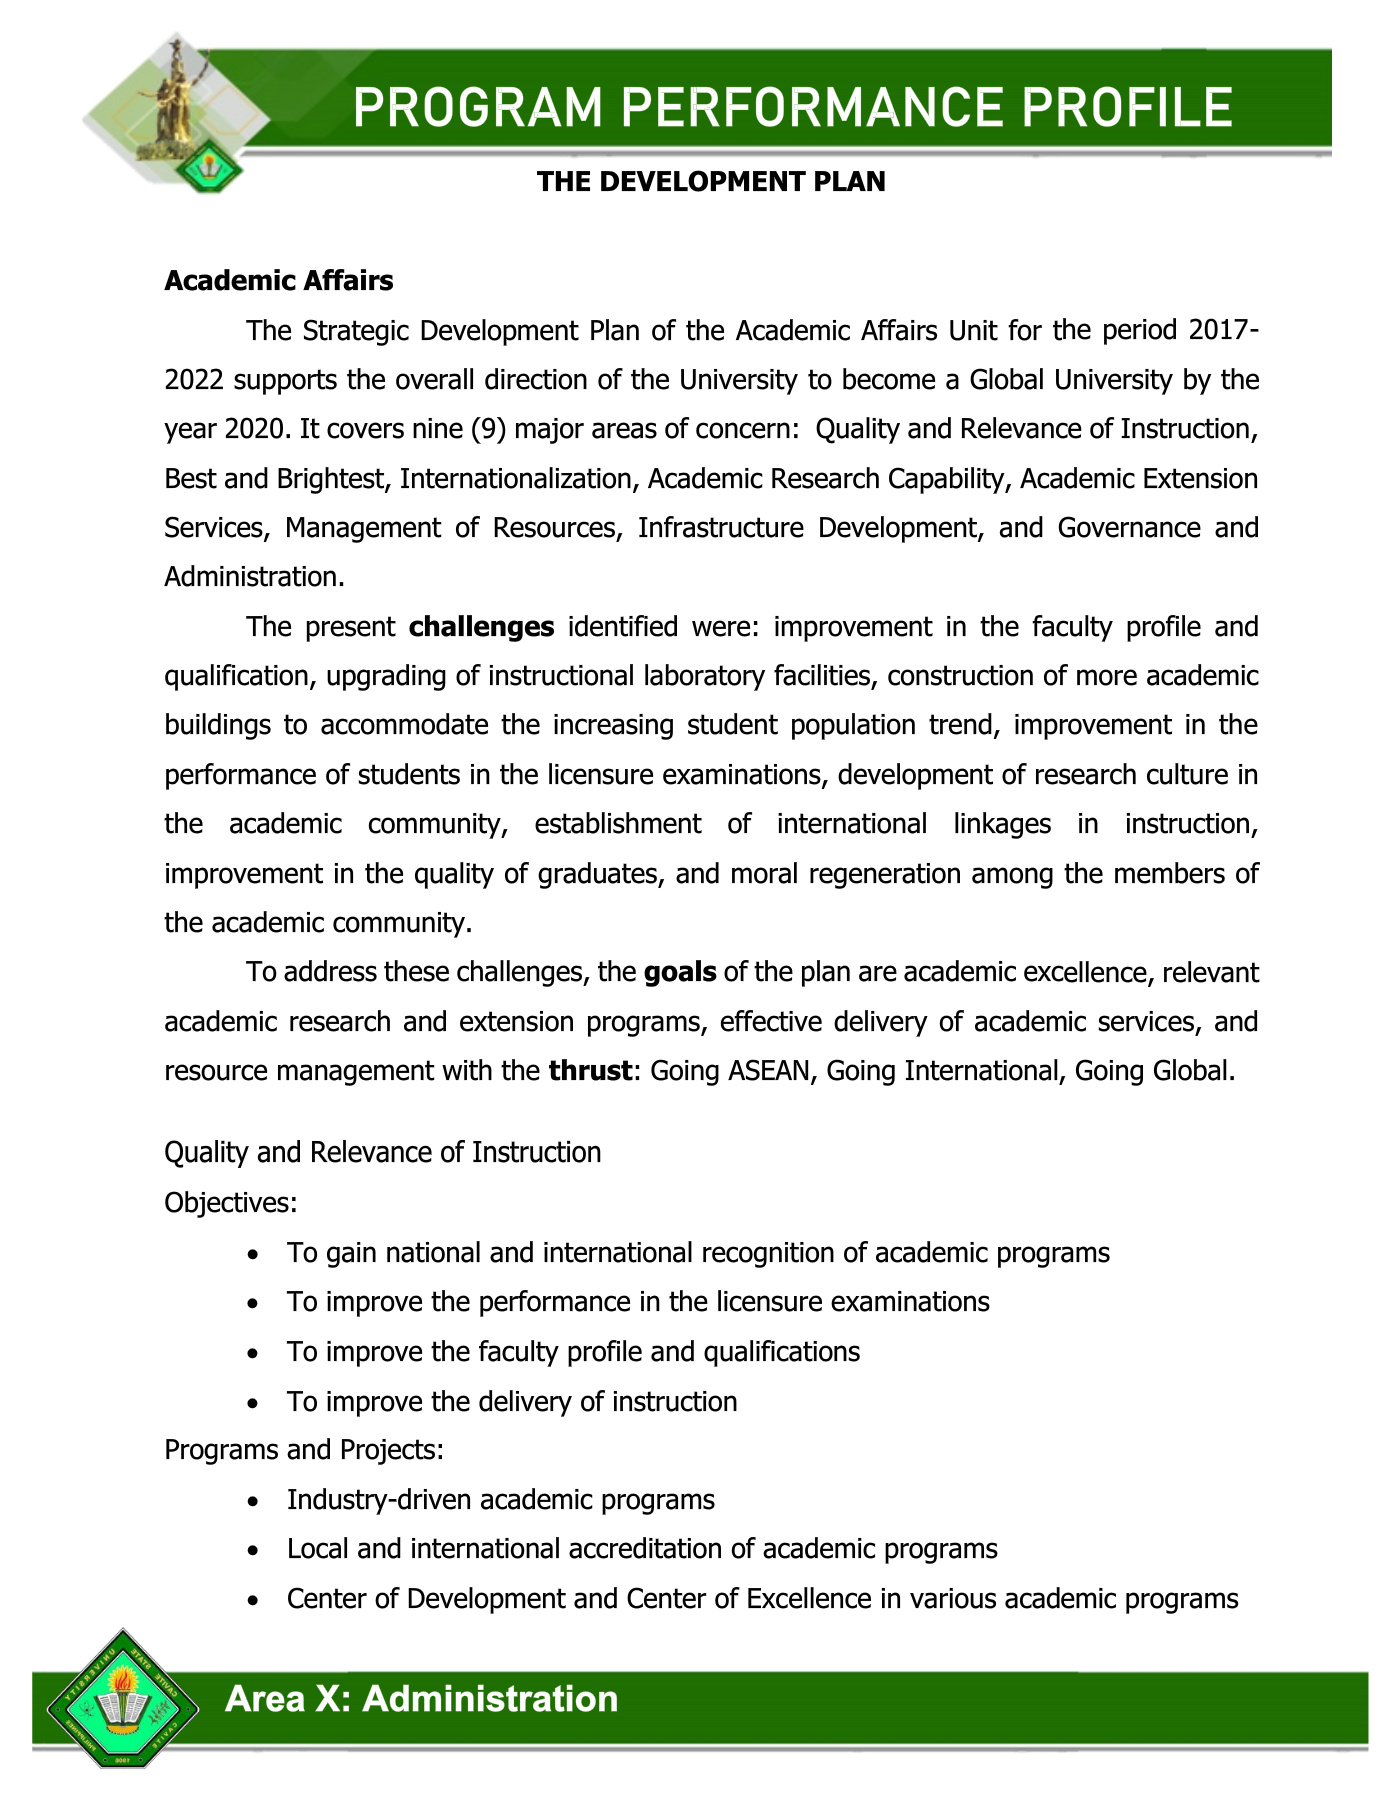 PROGRAM PERFORMANCE PROFILE
THE DEVELOPMENT PLAN
Academic Affairs
The Strategic Development Plan of the Academic Affairs Unit for the period 2017-
2022 supports the overall direction of the University to become a Global University by the
year 2020. It covers nine (9) major areas of concern:  Quality and Relevance of Instruction,
Best and Brightest, Internationalization, Academic Research Capability, Academic Extension
Services, Management of Resources, Infrastructure Development, and Governance and
Administration.
The present challenges identified were: improvement in the faculty profile and
qualification, upgrading of instructional laboratory facilities, construction of more academic
buildings to accommodate the increasing student population trend, improvement in the
performance of students in the licensure examinations, development of research culture in
the academic community, establishment of international linkages in instruction,
improvement in the quality of graduates, and moral regeneration among the members of
the academic community.
To address these challenges, the goals of the plan are academic excellence, relevant
academic research and extension programs, effective delivery of academic services, and
resource management with the thrust: Going ASEAN, Going International, Going Global.
Quality and Relevance of Instruction
Objectives:
• To gain national and international recognition of academic programs
• To improve the performance in the licensure examinations
• To improve the faculty profile and qualifications
• To improve the delivery of instruction
Programs and Projects:
• Industry-driven academic programs
• Local and international accreditation of academic programs
• Center of Development and Center of Excellence in various academic programs
CAVITE STATE UNIVERSITY
CAVITE
PHILIPPINES
1906
Area X: Administration